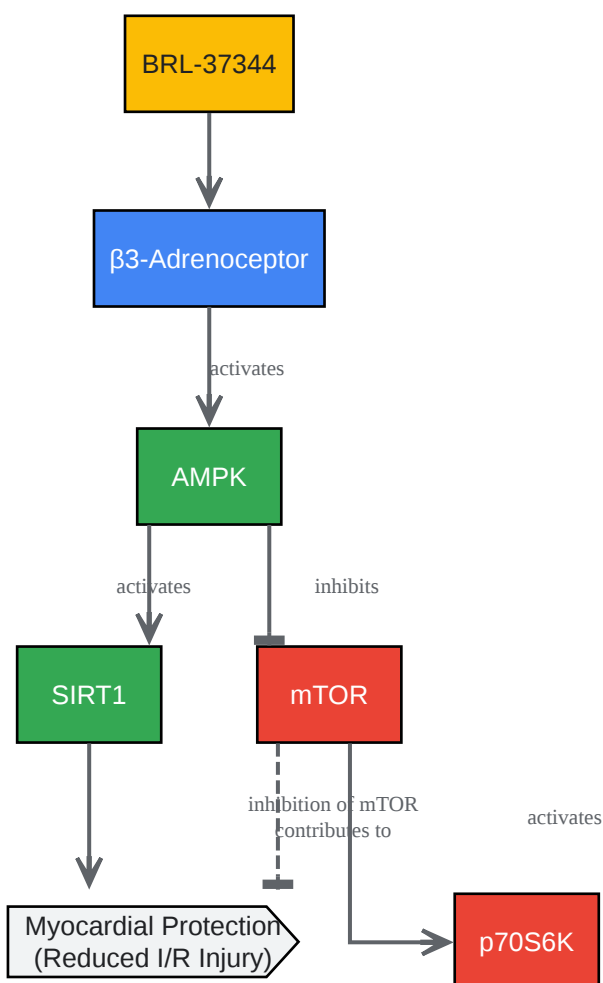 BRL-37344
β3-Adrenoceptor
activates
AMPK
activates
inhibits
SIRT1
mTOR
inhibition of mTOR
contributes to
activates
Myocardial Protection
(Reduced I/R Injury)
p70S6K